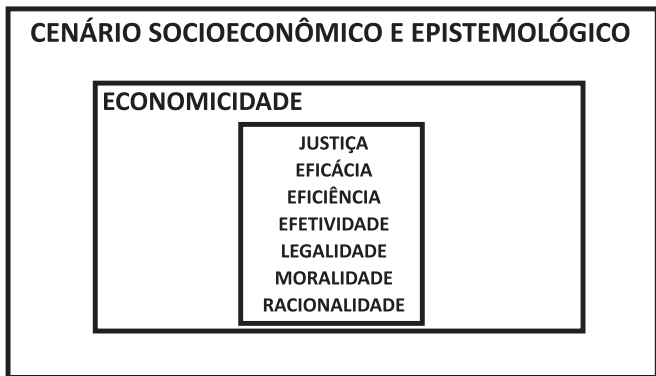 CENÁRIO SOCIOECONÔMICO E EPISTEMOLÓGICO
ECONOMICIDADE
JUSTIÇA
EFICÁCIA
EFICIÊNCIA
EFETIVIDADE
LEGALIDADE
MORALIDADE
RACIONALIDADE